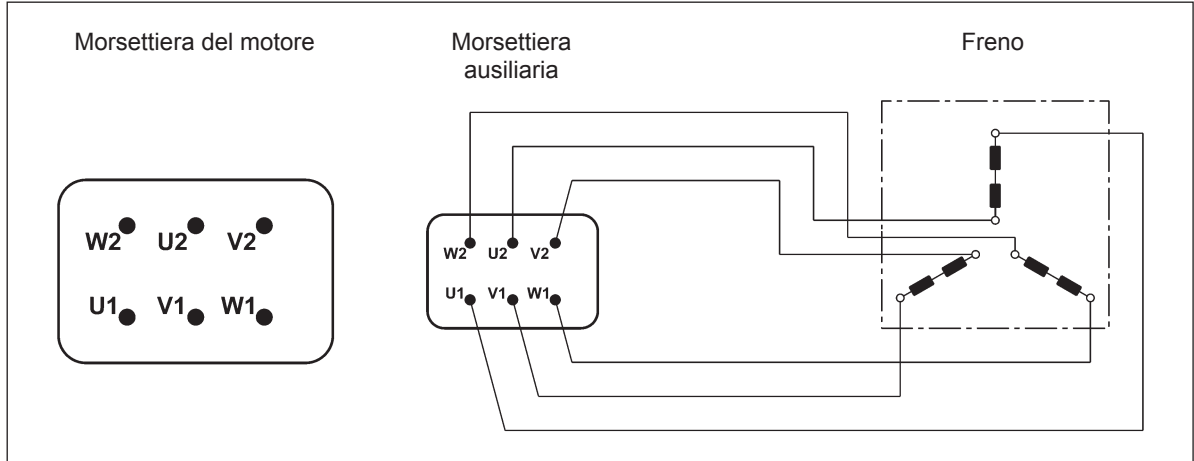 Morsettiera del motore
Morsettiera
ausiliaria
Freno
W2 U2 V2
U1 V1 W1
W2 U2 V2
U1 V1 W1